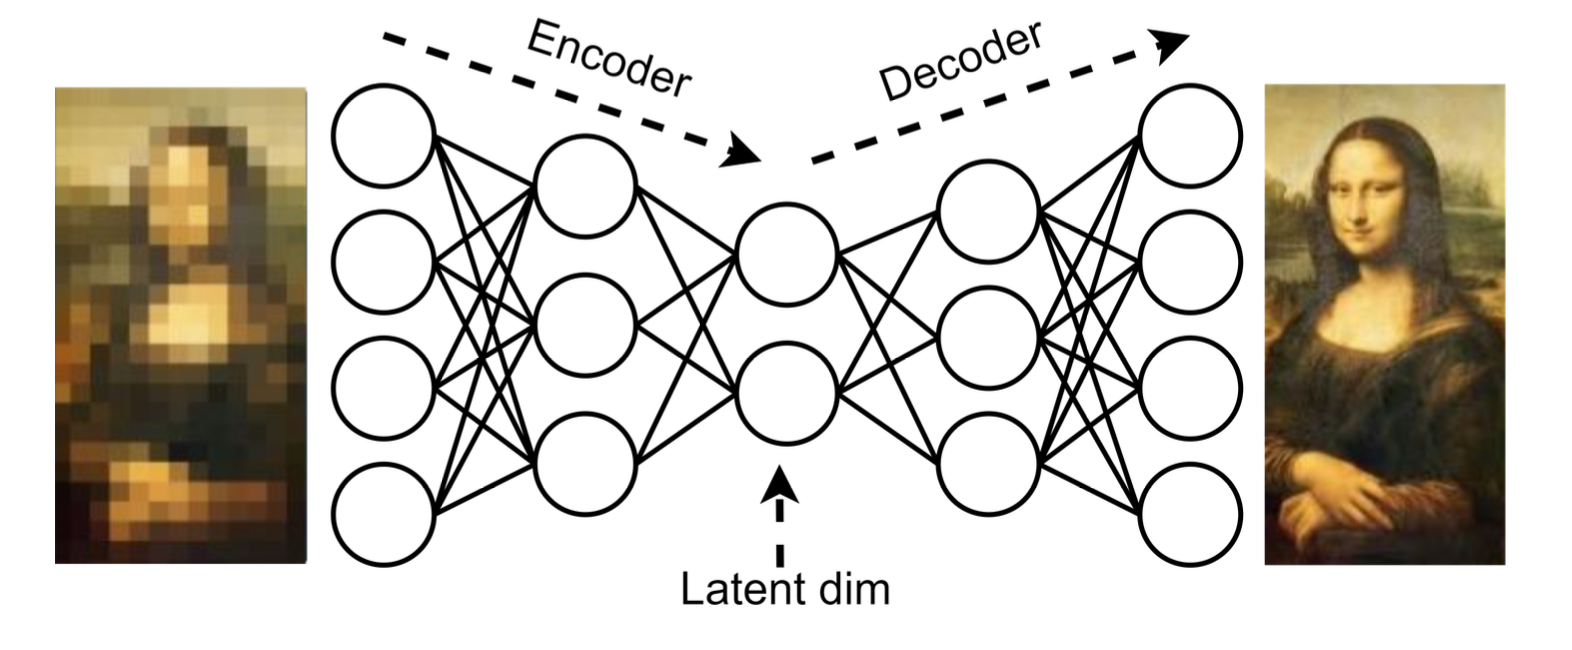 Encoder
Decoder
Latent dim